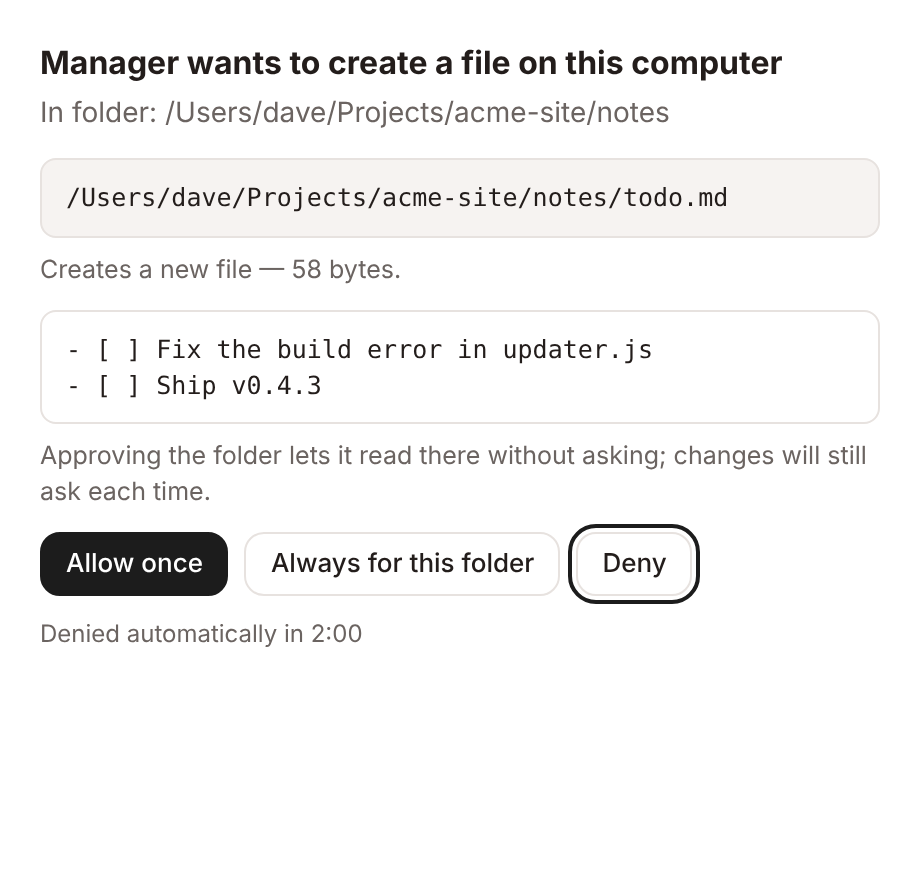 Manager wants to create a file on this computer
In folder: /Users/dave/Projects/acme-site/notes
/Users/dave/Projects/acme-site/notes/todo.md
Creates a new file — 58 bytes.
- [ ] Fix the build error in updater.js
- [ ] Ship v0.4.3
Approving the folder lets it read there without asking; changes will still
ask each time.
Allow once
Always for this folder
Deny
Denied automatically in 2:00